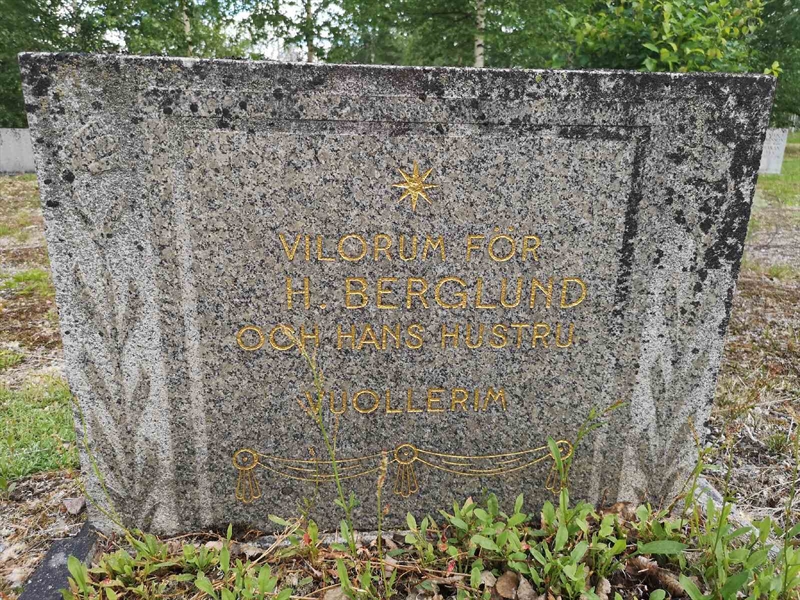 VILORUM FÖR
H. BERGLUND
OCH HANS HUSTRU
VUOLLERIM